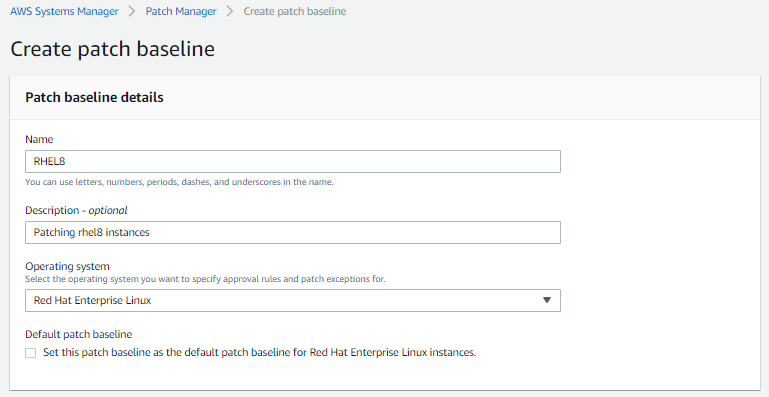 AWS Systems Manager > Patch Manager > Create patch baseline
Create patch baseline
Patch baseline details
Name
RHEL8
You can use letters, numbers, periods, dashes, and underscores in the name.
Description - optional
Patching rhel8 instances
Operating system
Select the operating system you want to specify approval rules and patch exceptions for.
Red Hat Enterprise Linux
Default patch baseline
Set this patch baseline as the default patch baseline for Red Hat Enterprise Linux instances.